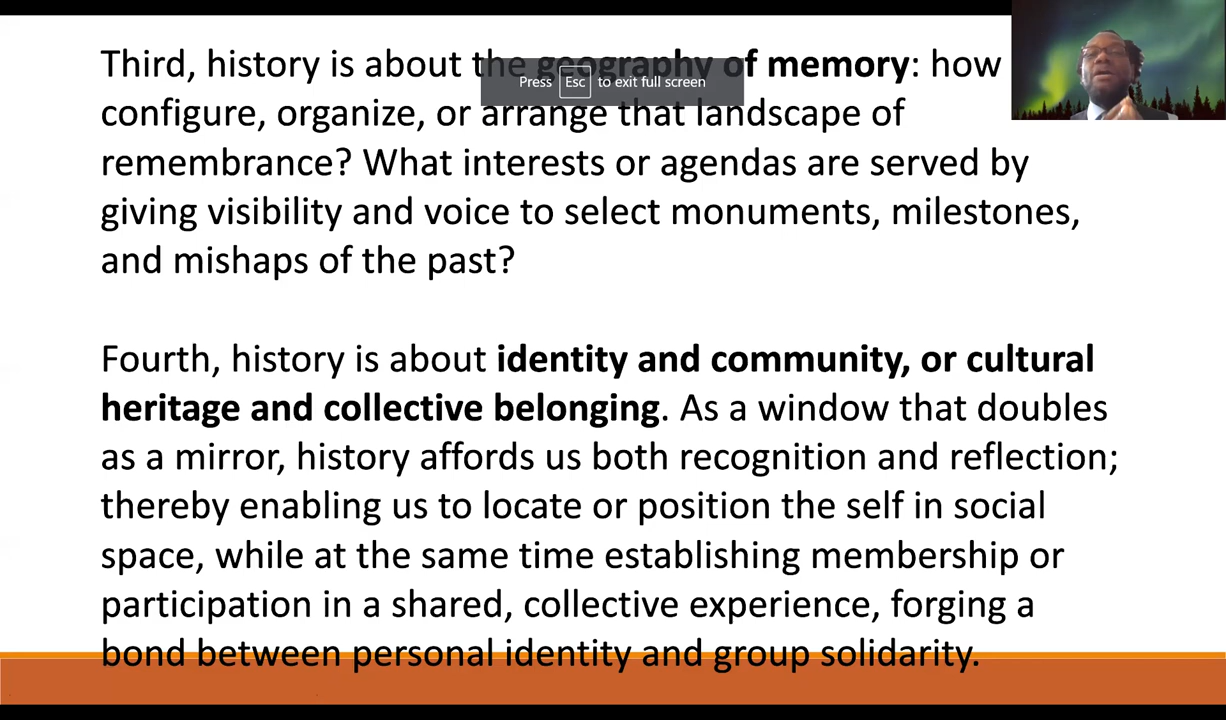 Third, history is about the geography of memory: how
Press Esc to exit full screen
configure, organize, or arrange that landscape of
remembrance? What interests or agendas are served by
giving visibility and voice to select monuments, milestones,
and mishaps of the past?
Fourth, history is about identity and community, or cultural
heritage and collective belonging. As a window that doubles
as a mirror, history affords us both recognition and reflection;
thereby enabling us to locate or position the self in social
space, while at the same time establishing membership or
participation in a shared, collective experience, forging a
bond between personal identity and group solidarity.